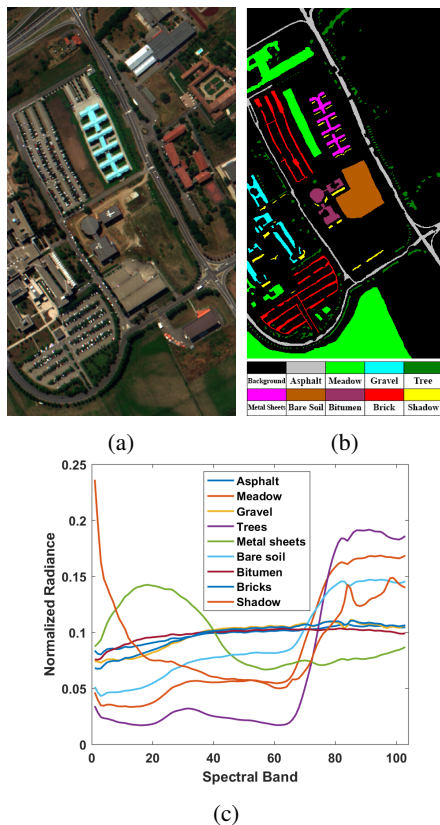 Background Asphalt Meadow Gravel Tree
Metal Sheets Bare Soil Bitumen Brick Shadow
(a)
(b)
0.25
0.2
0.15
0.1
0.05
0
Normalized Radiance
Asphalt
Meadow
Gravel
Trees
Metal sheets
Bare soil
Bitumen
Bricks
Shadow
0 20 40 60 80 100
Spectral Band
(c)